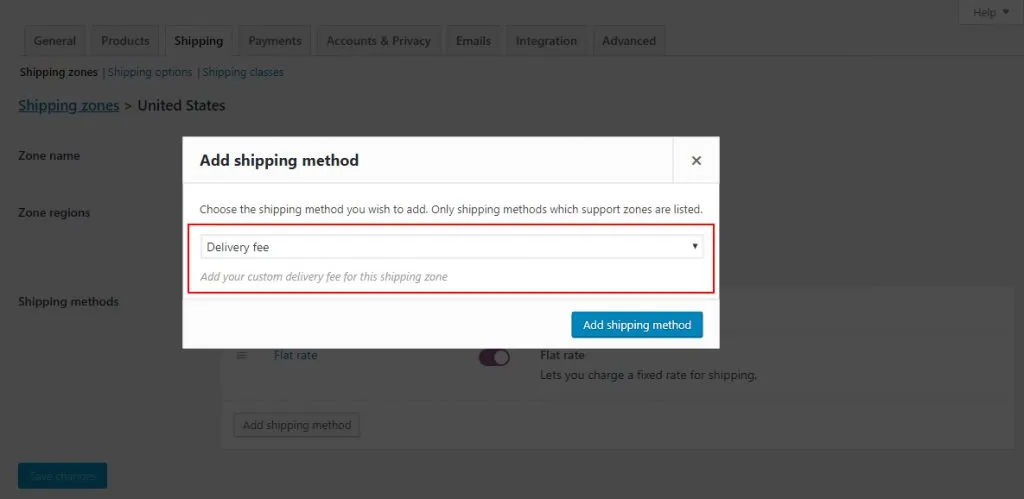 Help ▼
General Products Shipping Payments Accounts & Privacy Emails Integration Advanced
Shipping zones | Shipping options | Shipping classes
Shipping zones > United States
Zone name
Add shipping method ×
Choose the shipping method you wish to add. Only shipping methods which support zones are listed.
Zone regions
Delivery fee ▼
Add your custom delivery fee for this shipping zone
Shipping methods
Add shipping method
Flat rate Flat rate
Lets you charge a fixed rate for shipping.
Add shipping method
Save changes